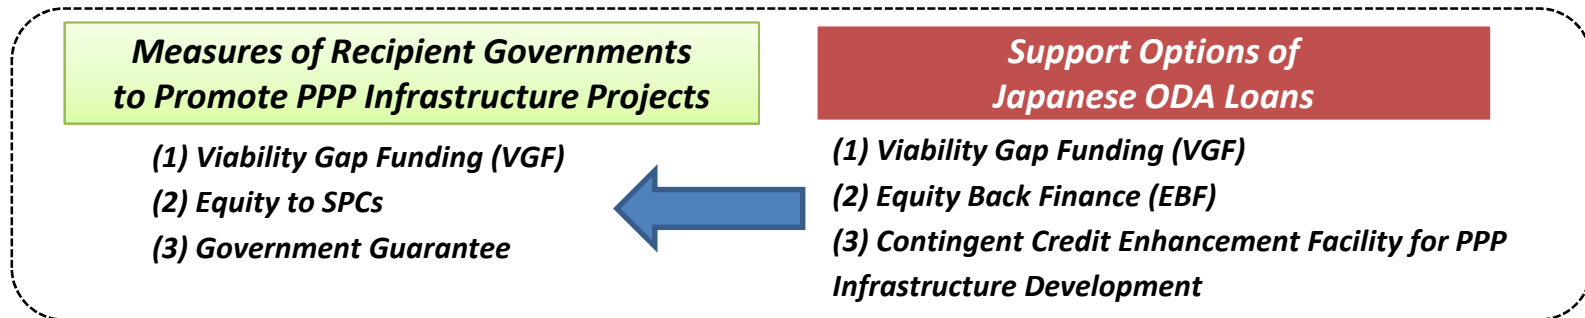 Measures of Recipient Governments
to Promote PPP Infrastructure Projects
(1) Viability Gap Funding (VGF)
(2) Equity to SPCs
(3) Government Guarantee
Support Options of
Japanese ODA Loans
(1) Viability Gap Funding (VGF)
(2) Equity Back Finance (EBF)
(3) Contingent Credit Enhancement Facility for PPP
Infrastructure Development